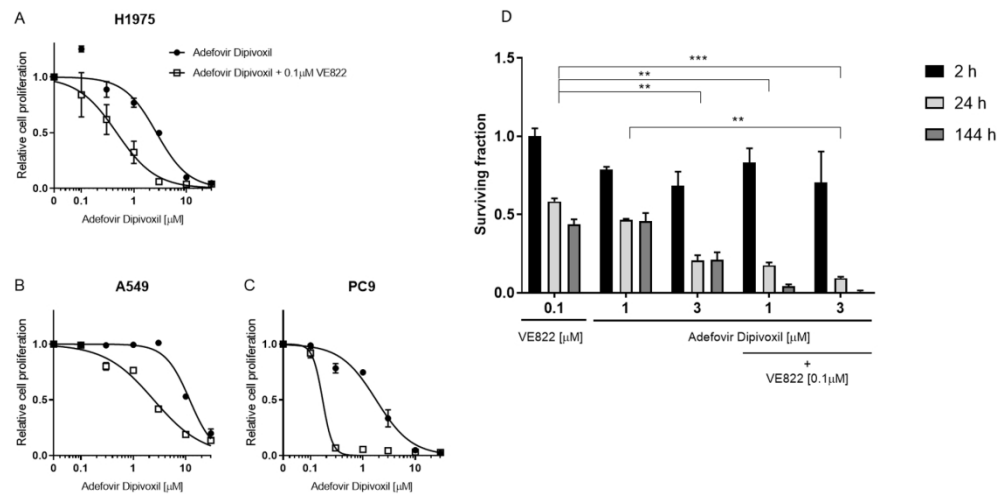 A
H1975
Adefovir Dipivoxil
Adefovir Dipivoxil + 0.1µM VE822
Relative cell proliferation
1.0
0.5
0.0
0 0.1 1 10
Adefovir Dipivoxil [µM]
B
A549
Relative cell proliferation
1.0
0.5
0.0
0 0.1 1 10
Adefovir Dipivoxil [µM]
C
PC9
Relative cell proliferation
1.0
0.5
0.0
0 0.1 1 10
Adefovir Dipivoxil [µM]
D
Surviving fraction
1.5
1.0
0.5
0.0
***
**
**
**
2 h
24 h
144 h
0.1 1 3 1 3
VE822 [µM] Adefovir Dipivoxil [µM]
+
VE822 [0.1µM]